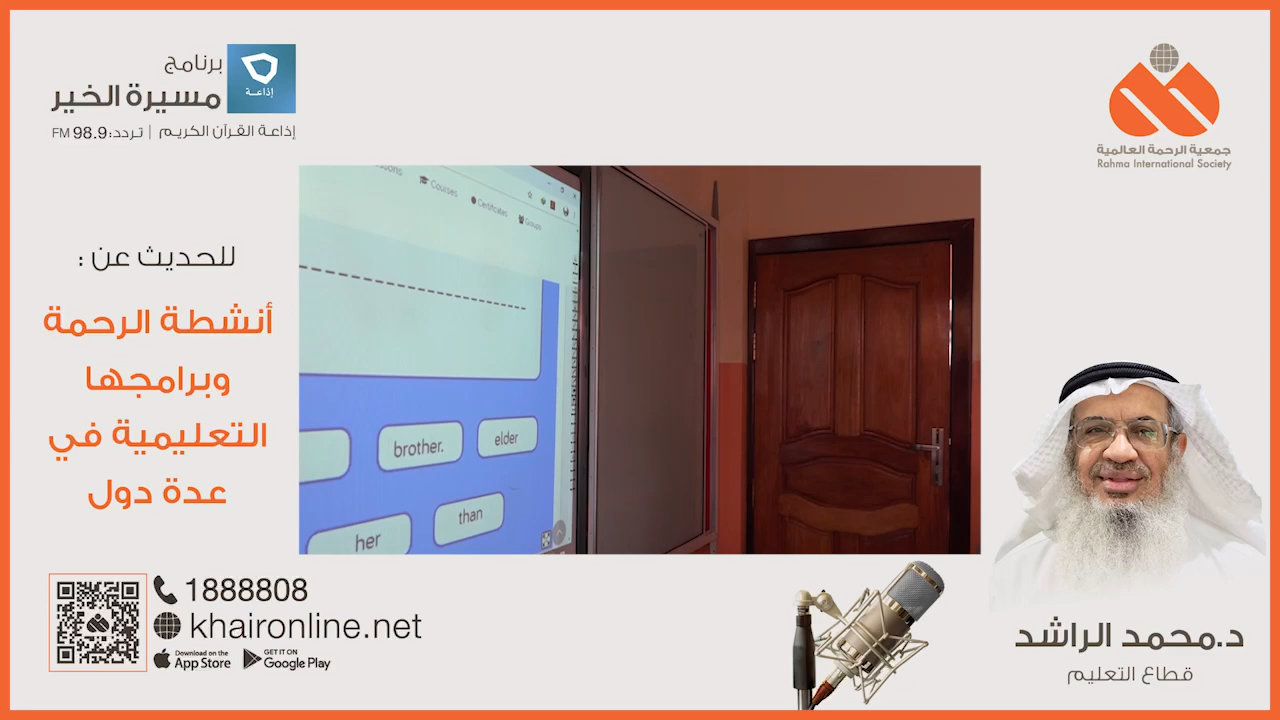 برنامج
مسيرة الخير
إذاعة
إذاعة القرآن الكريم | تردد: 98.9 FM
جمعية الرحمة العالمية
Rahma International Society
للحديث عن :
أنشطة الرحمة
وبرامجها
التعليمية في
عدة دول
Courses
Certificates
Groups
brother.
elder
her
than
1888808
khaironline.net
Download on the
App Store
GET IT ON
Google Play
د.محمد الراشد
قطاع التعليم